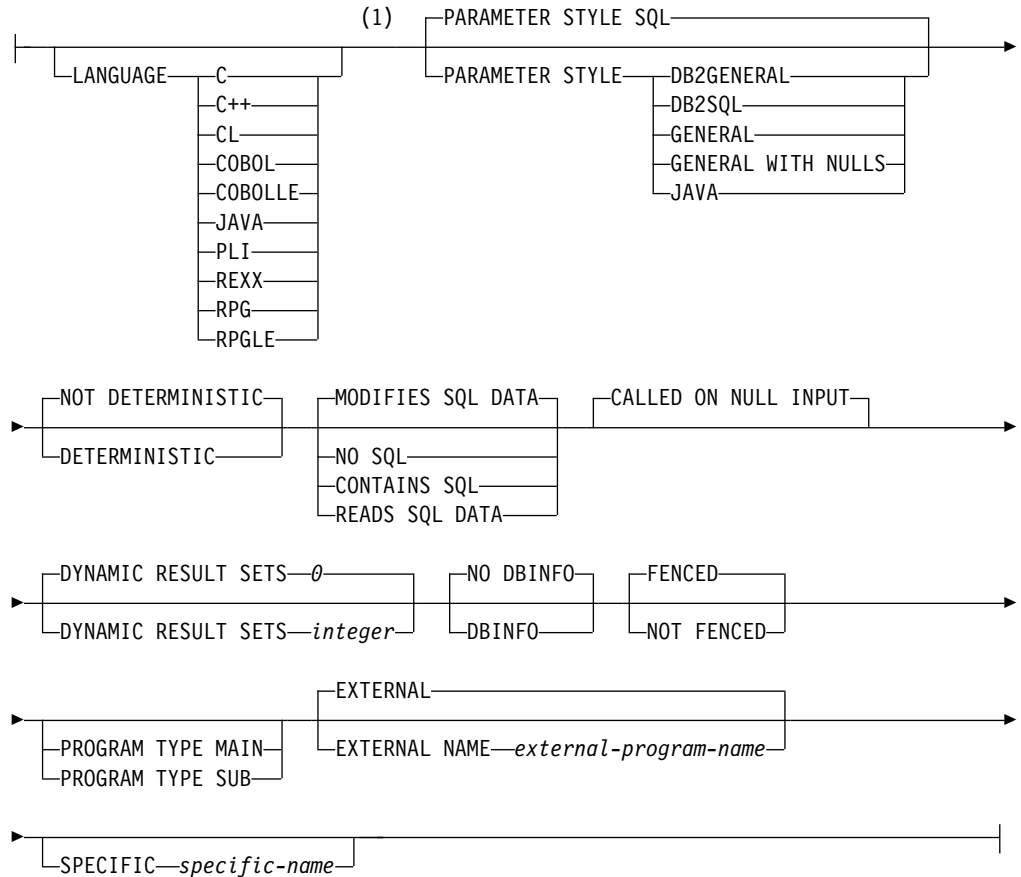 (1) PARAMETER STYLE SQL
LANGUAGE C PARAMETER STYLE DB2GENERAL
C++ DB2SQL
CL GENERAL
COBOL GENERAL WITH NULLS
COBOLLE JAVA
JAVA
PLI
REXX
RPG
RPGLE
NOT DETERMINISTIC MODIFIES SQL DATA CALLED ON NULL INPUT
DETERMINISTIC NO SQL
CONTAINS SQL
READS SQL DATA
DYNAMIC RESULT SETS 0 NO DBINFO FENCED
DYNAMIC RESULT SETS integer DBINFO NOT FENCED
EXTERNAL
PROGRAM TYPE MAIN EXTERNAL NAME external-program-name
PROGRAM TYPE SUB
SPECIFIC specific-name